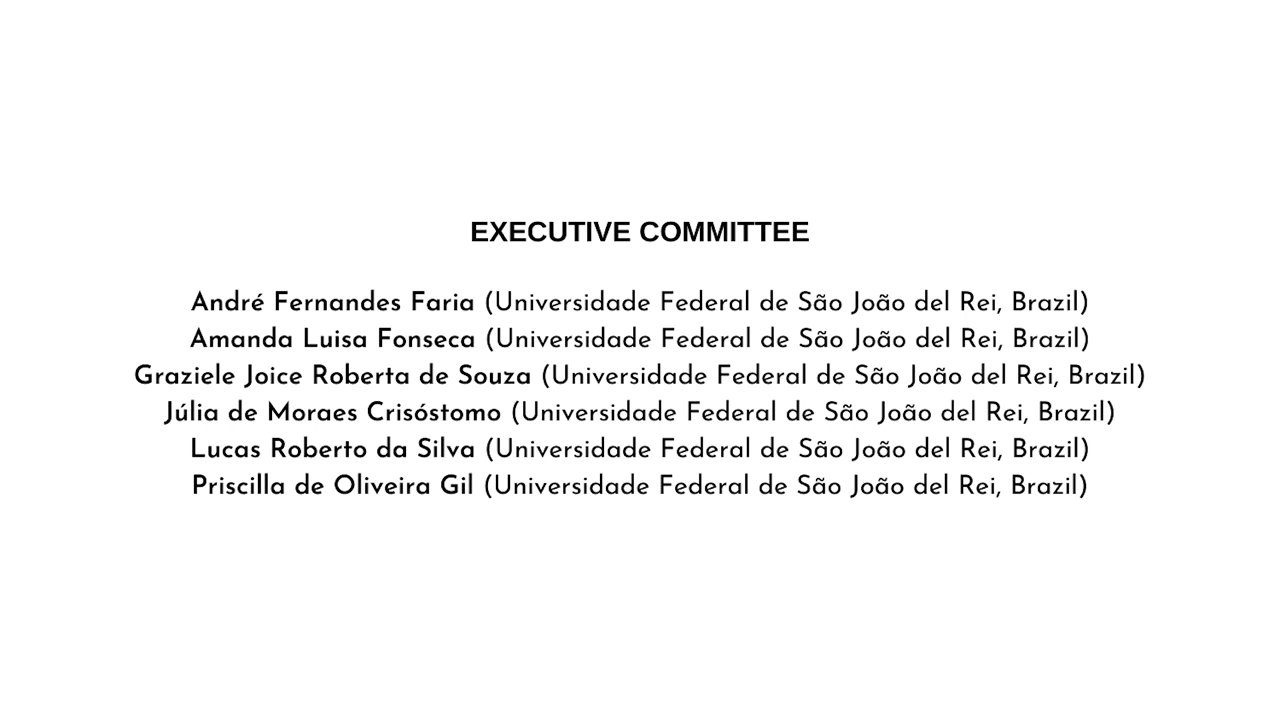 EXECUTIVE COMMITTEE
André Fernandes Faria (Universidade Federal de São João del Rei, Brazil)
Amanda Luisa Fonseca (Universidade Federal de São João del Rei, Brazil)
Graziele Joice Roberta de Souza (Universidade Federal de São João del Rei, Brazil)
Júlia de Moraes Crisóstomo (Universidade Federal de São João del Rei, Brazil)
Lucas Roberto da Silva (Universidade Federal de São João del Rei, Brazil)
Priscilla de Oliveira Gil (Universidade Federal de São João del Rei, Brazil)